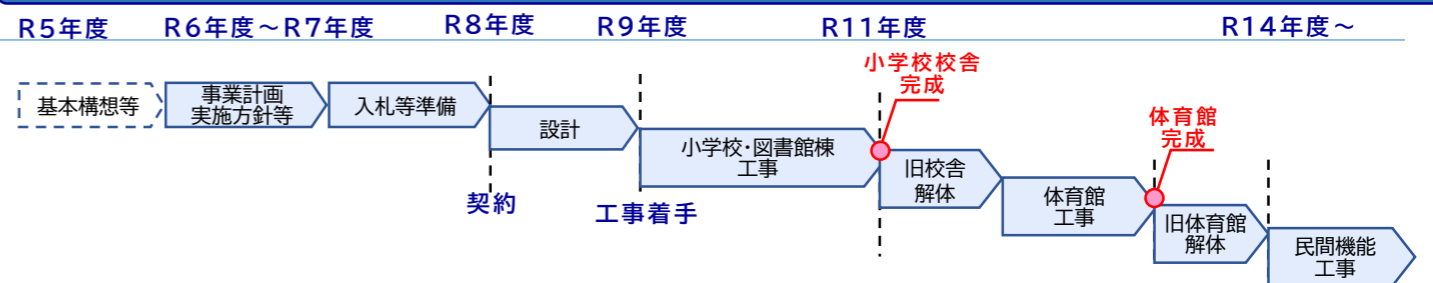 R5年度
R6年度～R7年度
R8年度
R9年度
R11年度
R14年度～
小学校校舎
完成
基本構想等
事業計画
実施方針等
入札等準備
設計
小学校・図書館棟
工事
体育館
完成
旧校舎
解体
体育館
工事
契約
工事着手
旧体育館
解体
民間機能
工事